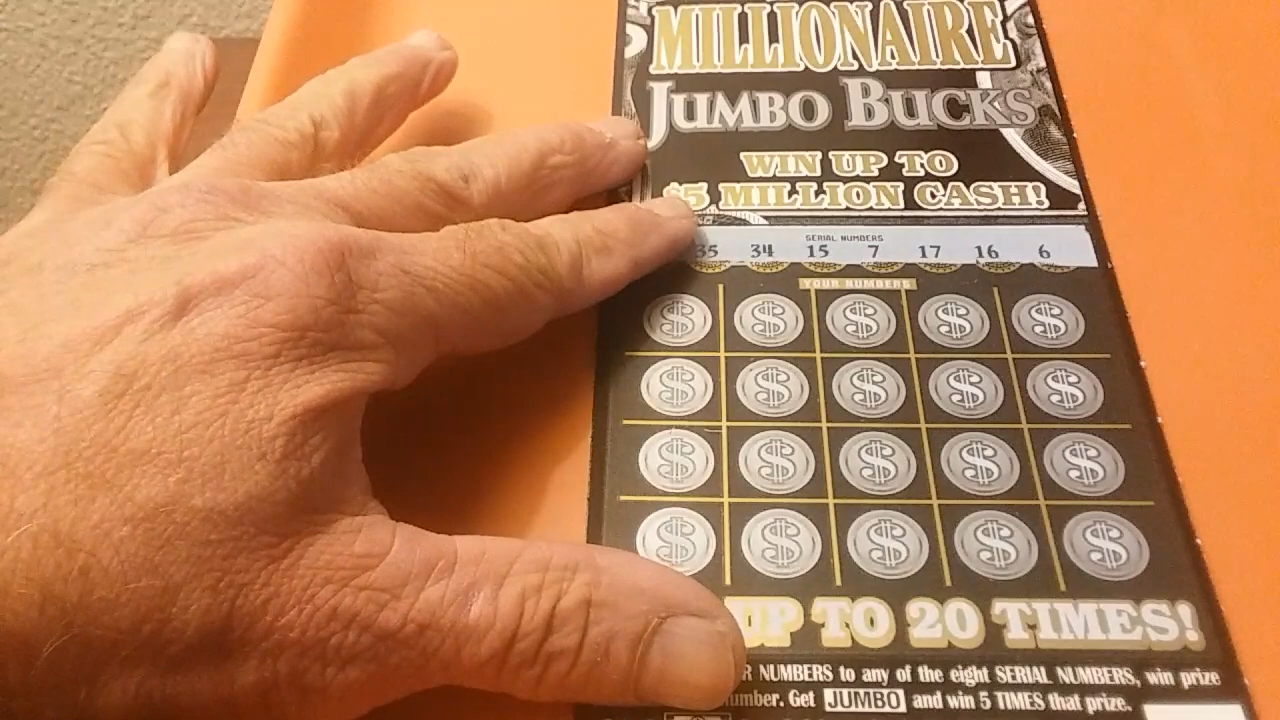 MILLIONAIRE
JUMBO BUCKS
WIN UP TO
$5 MILLION CASH!
SERIAL NUMBERS
35 34 15 7 17 16 6
YOUR NUMBERS
$ $ $ $ $
$ $ $ $ $
$ $ $ $ $
$ $ $ $ $
UP TO 20 TIMES!
NUMBERS to any of the eight SERIAL NUMBERS, win prize
Get JUMBO and win 5 TIMES that prize.